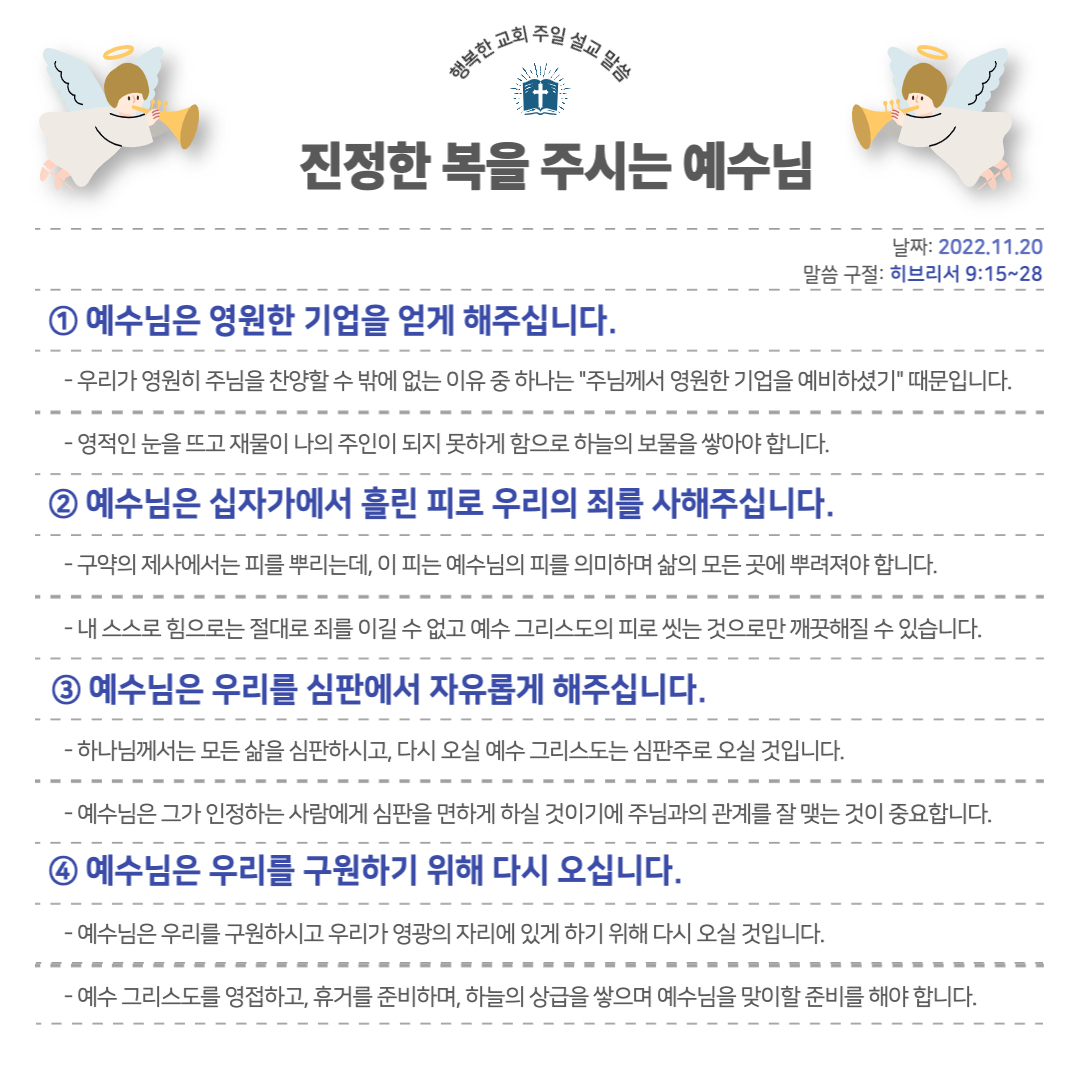 행복한 교회 주일 설교 말씀
진정한 복을 주시는 예수님
날짜: 2022.11.20
말씀 구절: 히브리서 9:15~28
① 예수님은 영원한 기업을 얻게 해주십니다.
- 우리가 영원히 주님을 찬양할 수 밖에 없는 이유 중 하나는 "주님께서 영원한 기업을 예비하셨기" 때문입니다.
- 영적인 눈을 뜨고 재물이 나의 주인이 되지 못하게 함으로 하늘의 보물을 쌓아야 합니다.
② 예수님은 십자가에서 흘린 피로 우리의 죄를 사해주십니다.
- 구약의 제사에서는 피를 뿌리는데, 이 피는 예수님의 피를 의미하며 삶의 모든 곳에 뿌려져야 합니다.
- 내 스스로 힘으로는 절대로 죄를 이길 수 없고 예수 그리스도의 피로 씻는 것으로만 깨끗해질 수 있습니다.
③ 예수님은 우리를 심판에서 자유롭게 해주십니다.
- 하나님께서는 모든 삶을 심판하시고, 다시 오실 예수 그리스도는 심판주로 오실 것입니다.
- 예수님은 그가 인정하는 사람에게 심판을 면하게 하실 것이기에 주님과의 관계를 잘 맺는 것이 중요합니다.
④ 예수님은 우리를 구원하기 위해 다시 오십니다.
- 예수님은 우리를 구원하시고 우리가 영광의 자리에 있게 하기 위해 다시 오실 것입니다.
- 예수 그리스도를 영접하고, 휴거를 준비하며, 하늘의 상급을 쌓으며 예수님을 맞이할 준비를 해야 합니다.